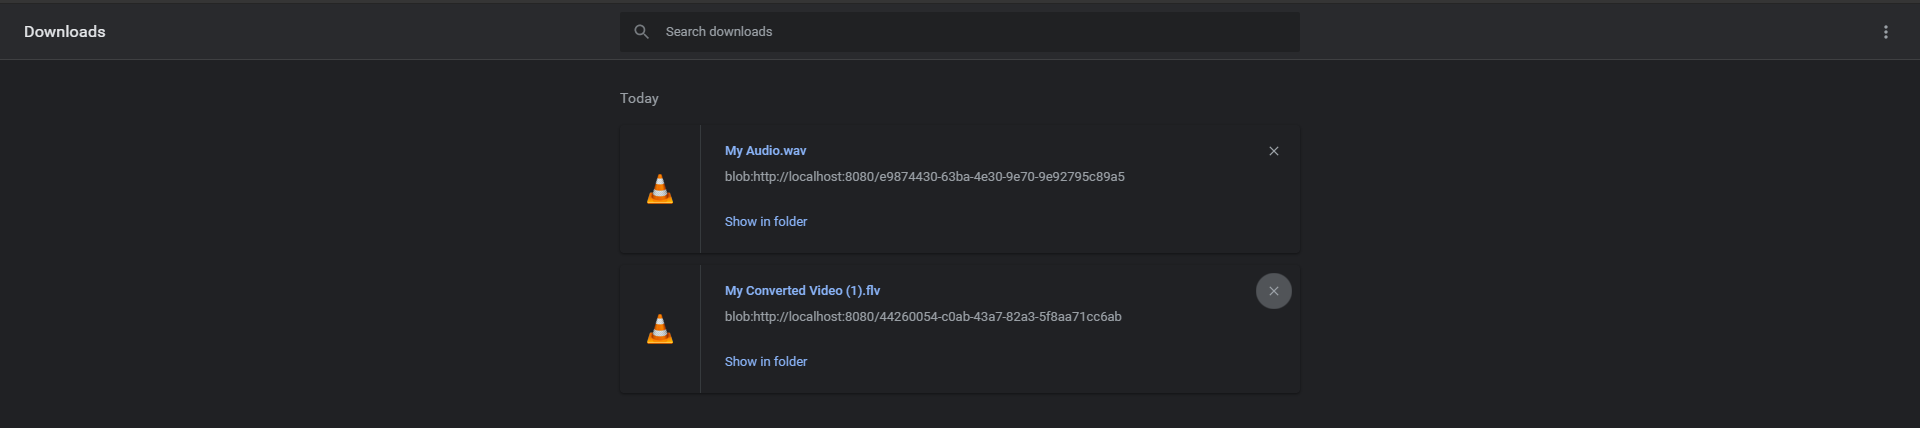 Downloads
Search downloads
Today
My Audio.wav
blob:http://localhost:8080/e9874430-63ba-4e30-9e70-9e92795c89a5
Show in folder
My Converted Video (1).flv
blob:http://localhost:8080/44260054-c0ab-43a7-82a3-5f8aa71cc6ab
Show in folder